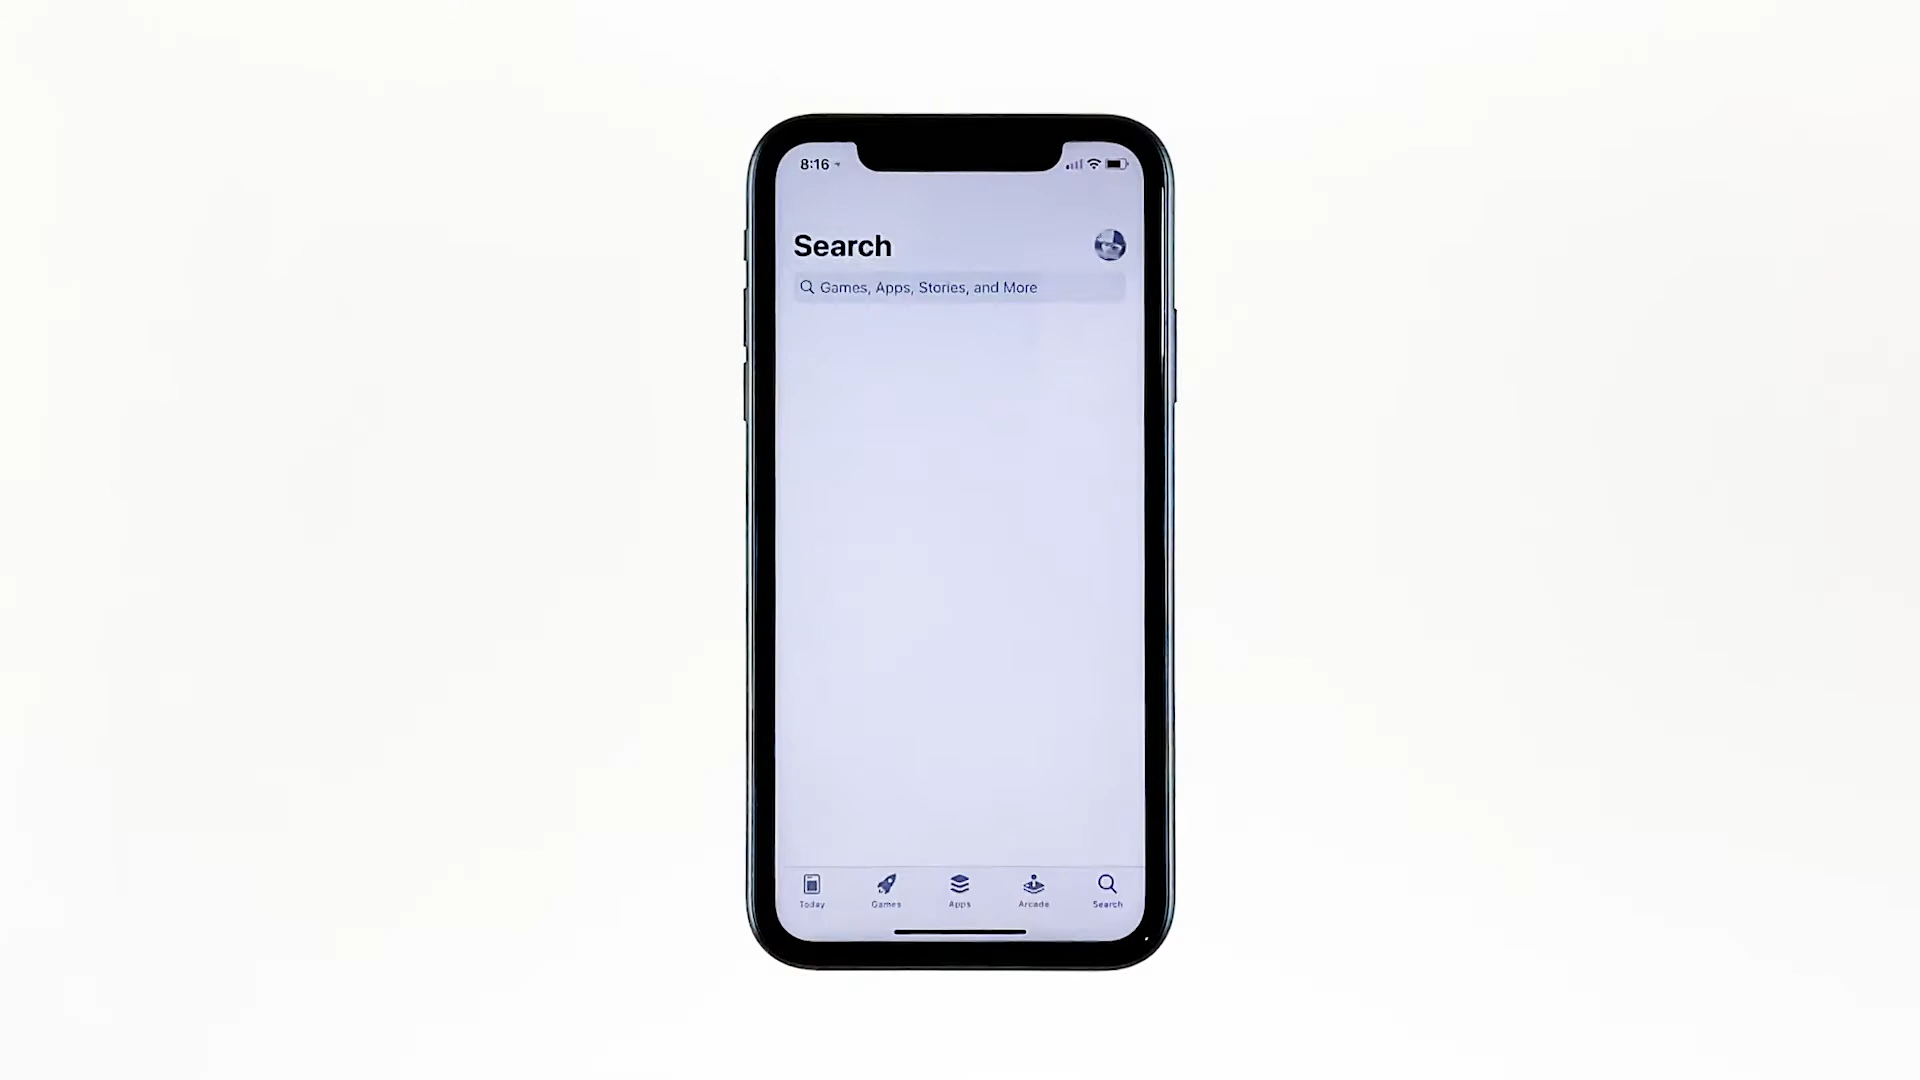 8:16
Search
Games, Apps, Stories, and More
Today
Games
Apps
Arcade
Search